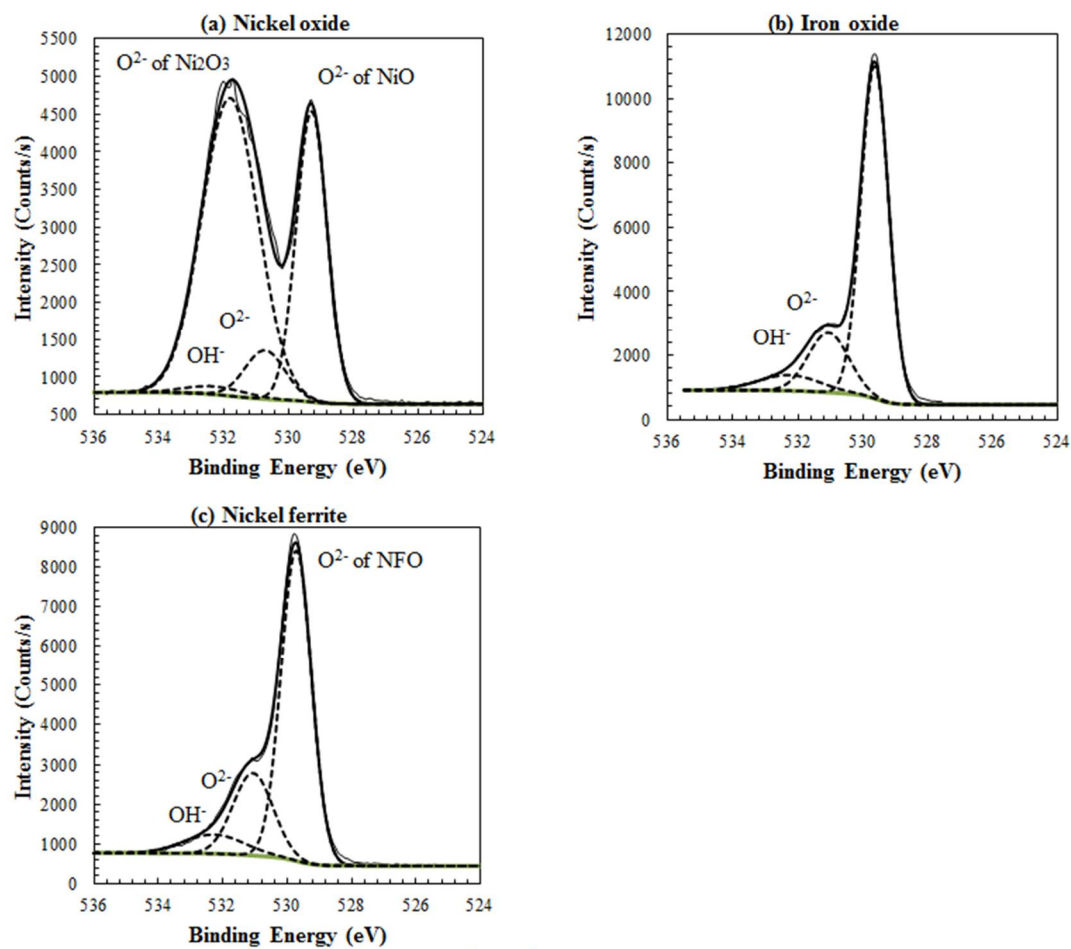 (a) Nickel oxide
5500
5000
4500
4000
3500
3000
2500
2000
1500
1000
500
Intensity (Counts/s)
O²⁻ of Ni₂O₃
O²⁻ of NiO
O²⁻
OH⁻
536 534 532 530 528 526 524
Binding Energy (eV)
(b) Iron oxide
12000
10000
8000
6000
4000
2000
0
Intensity (Counts/s)
O²⁻
OH⁻
536 534 532 530 528 526 524
Binding Energy (eV)
(c) Nickel ferrite
9000
8000
7000
6000
5000
4000
3000
2000
1000
0
Intensity (Counts/s)
O²⁻ of NFO
O²⁻
OH⁻
536 534 532 530 528 526 524
Binding Energy (eV)